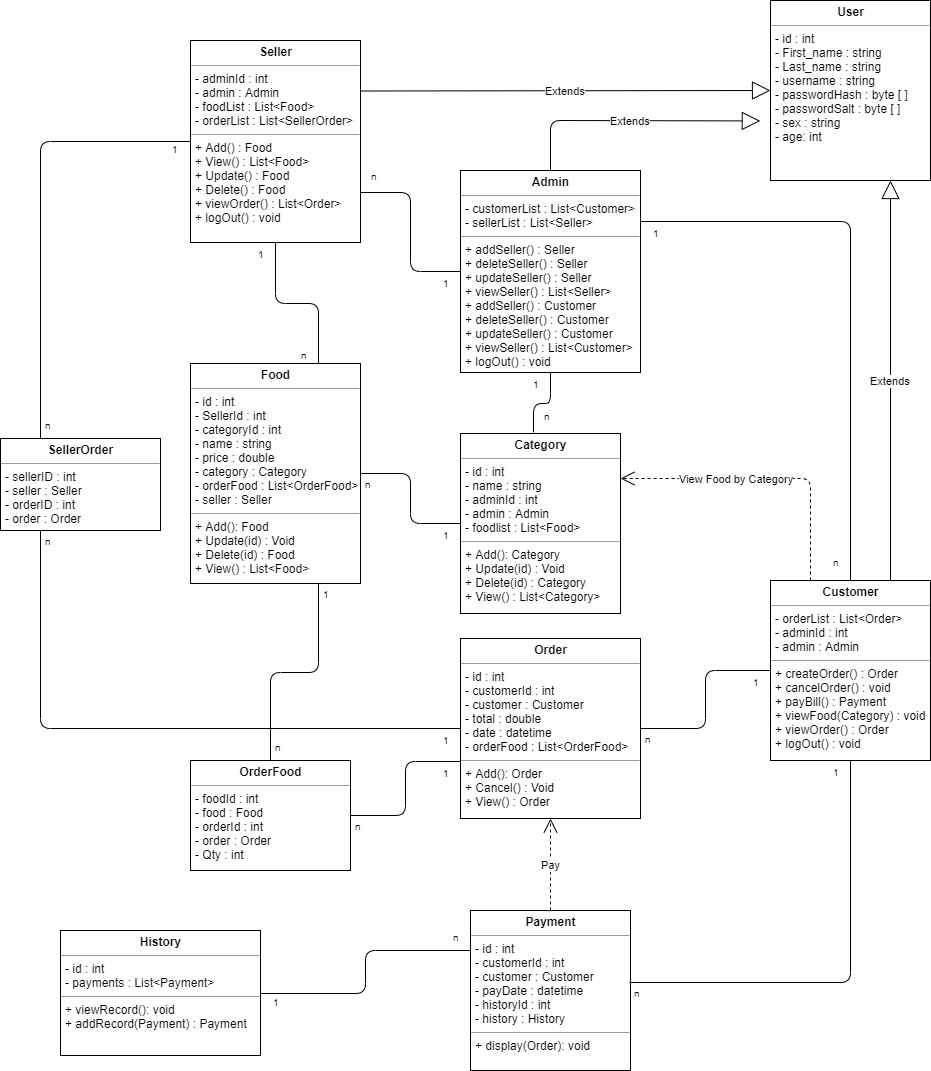 User
- id : int
- First_name : string
- Last_name : string
- username : string
- passwordHash : byte [ ]
- passwordSalt : byte [ ]
- sex : string
- age: int
Seller
- adminId : int
- admin : Admin
- foodList : List<Food>
- orderList : List<SellerOrder>
+ Add() : Food
+ View() : List<Food>
+ Update() : Food
+ Delete() : Food
+ viewOrder() : List<Order>
+ logOut() : void
Extends
Extends
1
n
1
1
Admin
- customerList : List<Customer>
- sellerList : List<Seller>
+ addSeller() : Seller
+ deleteSeller() : Seller
+ updateSeller() : Seller
+ viewSeller() : List<Seller>
+ addSeller() : Customer
+ deleteSeller() : Customer
+ updateSeller() : Customer
+ viewSeller() : List<Customer>
+ logOut() : void
1
1
n
Extends
n
Food
- id : int
- SellerId : int
- categoryId : int
- name : string
- price : double
- category : Category
- orderFood : List<OrderFood>
- seller : Seller
+ Add(): Food
+ Update(id) : Void
+ Delete(id) : Food
+ View() : List<Food>
n
1
1
n
SellerOrder
- sellerID : int
- seller : Seller
- orderID : int
- order : Order
n
Category
- id : int
- name : string
- adminId : int
- admin : Admin
- foodlist : List<Food>
+ Add(): Category
+ Update(id) : Void
+ Delete(id) : Category
+ View() : List<Category>
View Food by Category
n
Customer
- orderList : List<Order>
- adminId : int
- admin : Admin
+ createOrder() : Order
+ cancelOrder() : void
+ payBill() : Payment
+ viewFood(Category) : void
+ viewOrder() : Order
+ logOut() : void
1
1
Order
- id : int
- customerId : int
- customer : Customer
- total : double
- date : datetime
- orderFood : List<OrderFood>
+ Add(): Order
+ Cancel() : Void
+ View() : Order
n
1
1
n
OrderFood
- foodId : int
- food : Food
- orderId : int
- order : Order
- Qty : int
n
Pay
Payment
- id : int
- customerId : int
- customer : Customer
- payDate : datetime
- historyId : int
- history : History
+ display(Order): void
n
n
History
- id : int
- payments : List<Payment>
+ viewRecord(): void
+ addRecord(Payment) : Payment
1